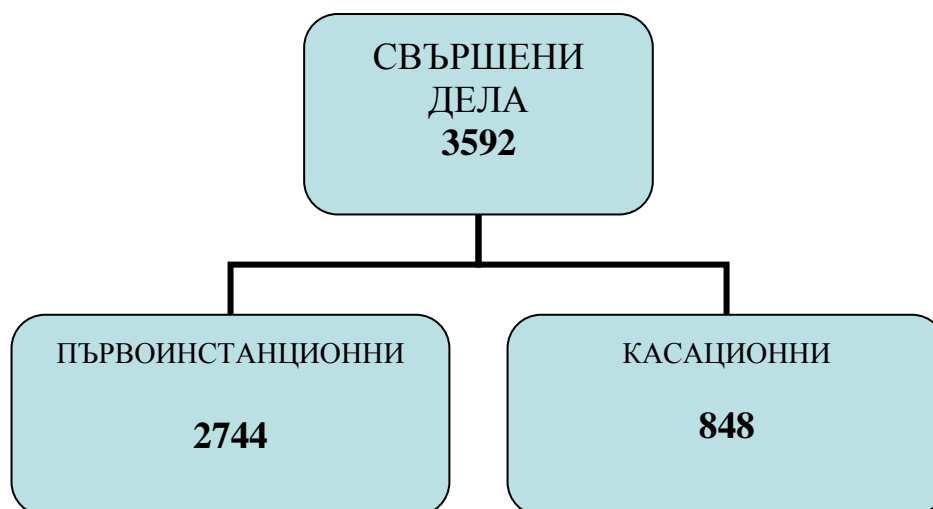 СВЪРШЕНИ
ДЕЛА
3592
ПЪРВОИНСТАНЦИОННИ
2744
КАСАЦИОННИ
848